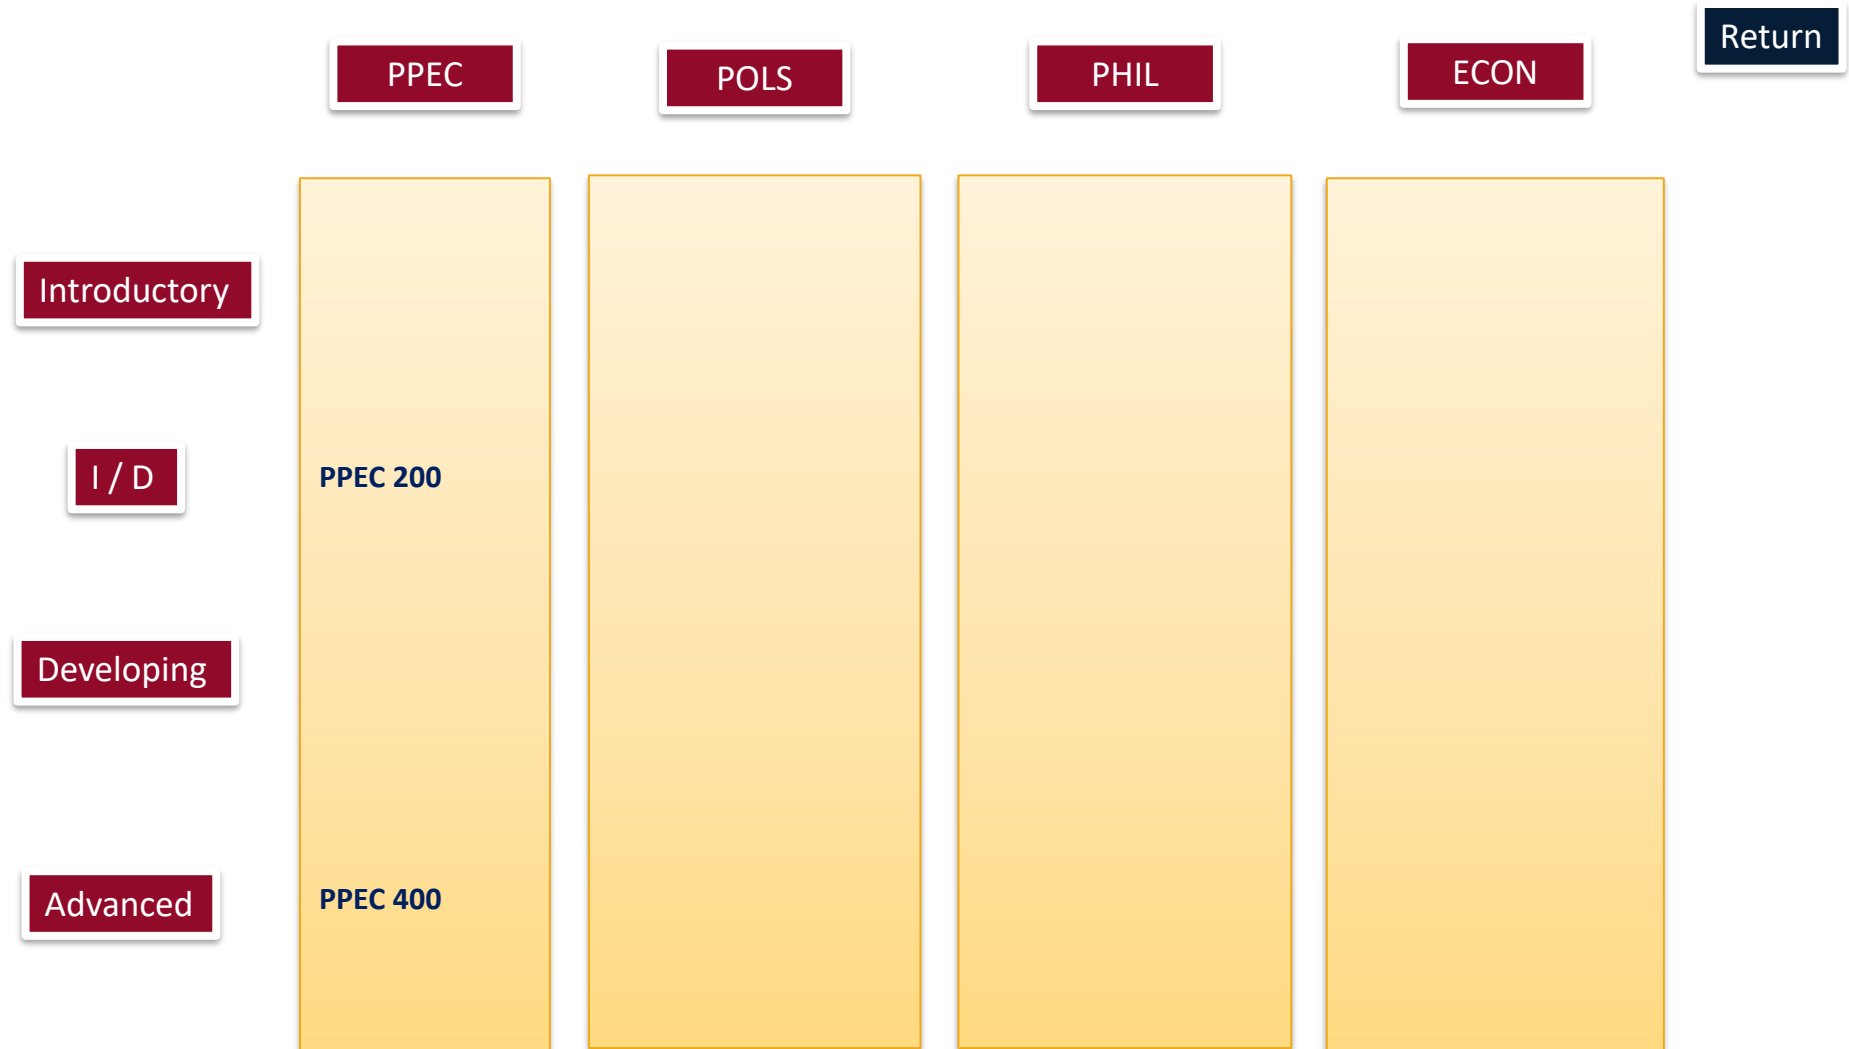 Return
PPEC
POLS
PHIL
ECON
Introductory
I / D
PPEC 200
Developing
Advanced
PPEC 400